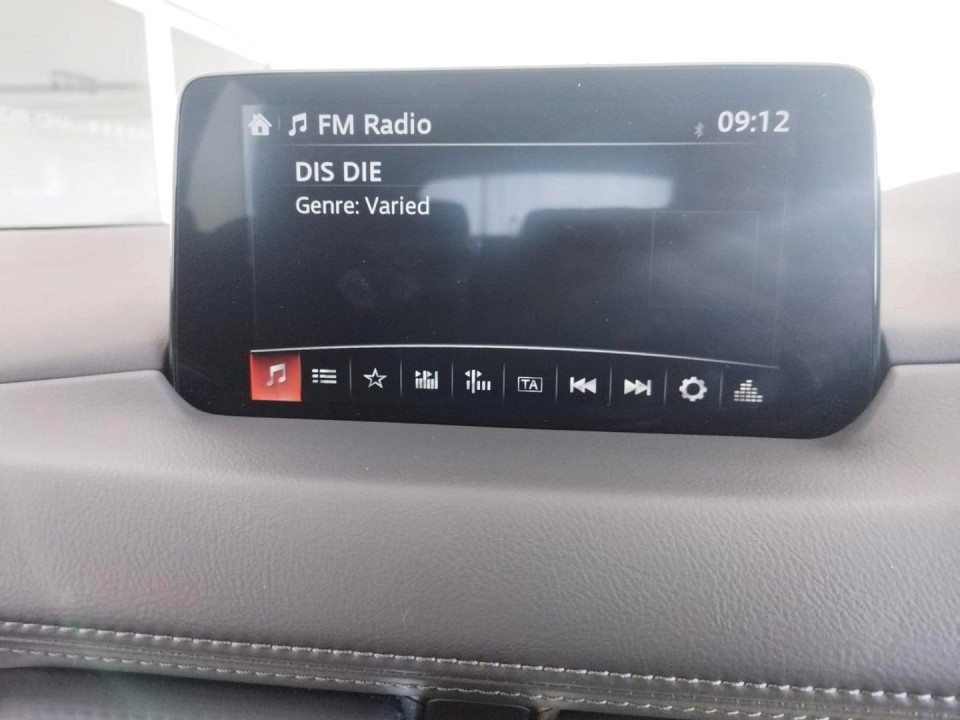 FM Radio 09:12
DIS DIE
Genre: Varied
TA